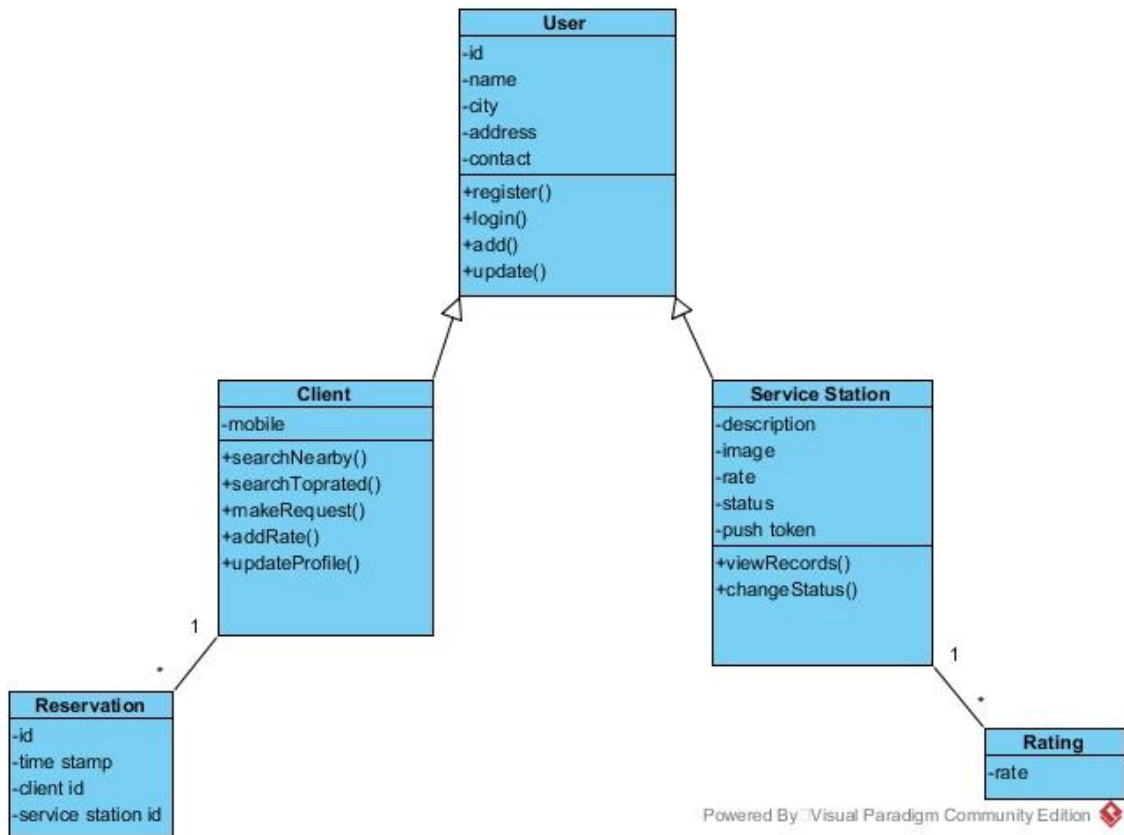 User
-id
-name
-city
-address
-contact
+register()
+login()
+add()
+update()
Client
-mobile
+searchNearby()
+searchToprated()
+makeRequest()
+addRate()
+updateProfile()
Service Station
-description
-image
-rate
-status
-push token
+viewRecords()
+changeStatus()
1
*
1
*
Reservation
-id
-time stamp
-client id
-service station id
Rating
-rate
Powered By Visual Paradigm Community Edition